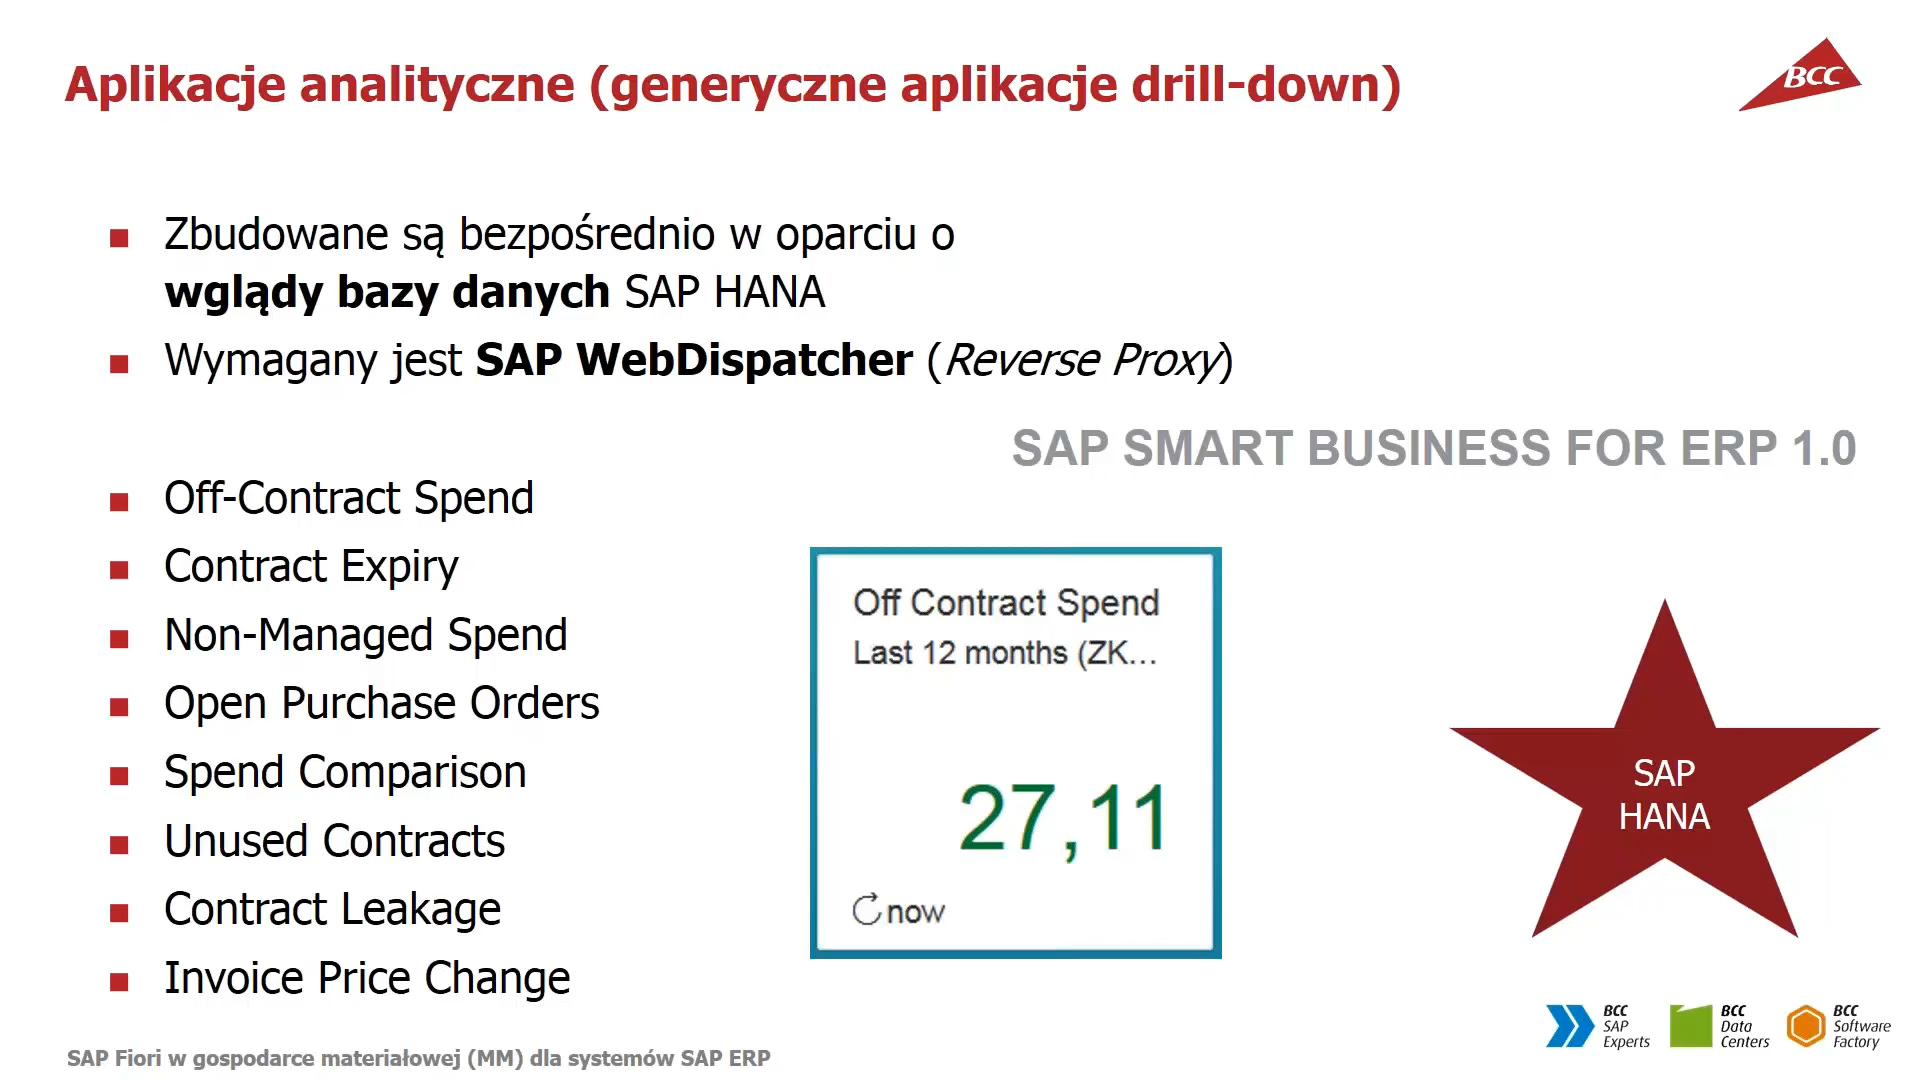 Aplikacje analityczne (generyczne aplikacje drill-down)
BCC
Zbudowane są bezpośrednio w oparciu o
wglądy bazy danych SAP HANA
Wymagany jest SAP WebDispatcher (Reverse Proxy)
SAP SMART BUSINESS FOR ERP 1.0
Off-Contract Spend
Contract Expiry
Non-Managed Spend
Open Purchase Orders
Spend Comparison
Unused Contracts
Contract Leakage
Invoice Price Change
Off Contract Spend
Last 12 months (ZK...
27,11
now
SAP
HANA
BCC
SAP
Experts
BCC
Data
Centers
BCC
Software
Factory
SAP Fiori w gospodarce materiałowej (MM) dla systemów SAP ERP